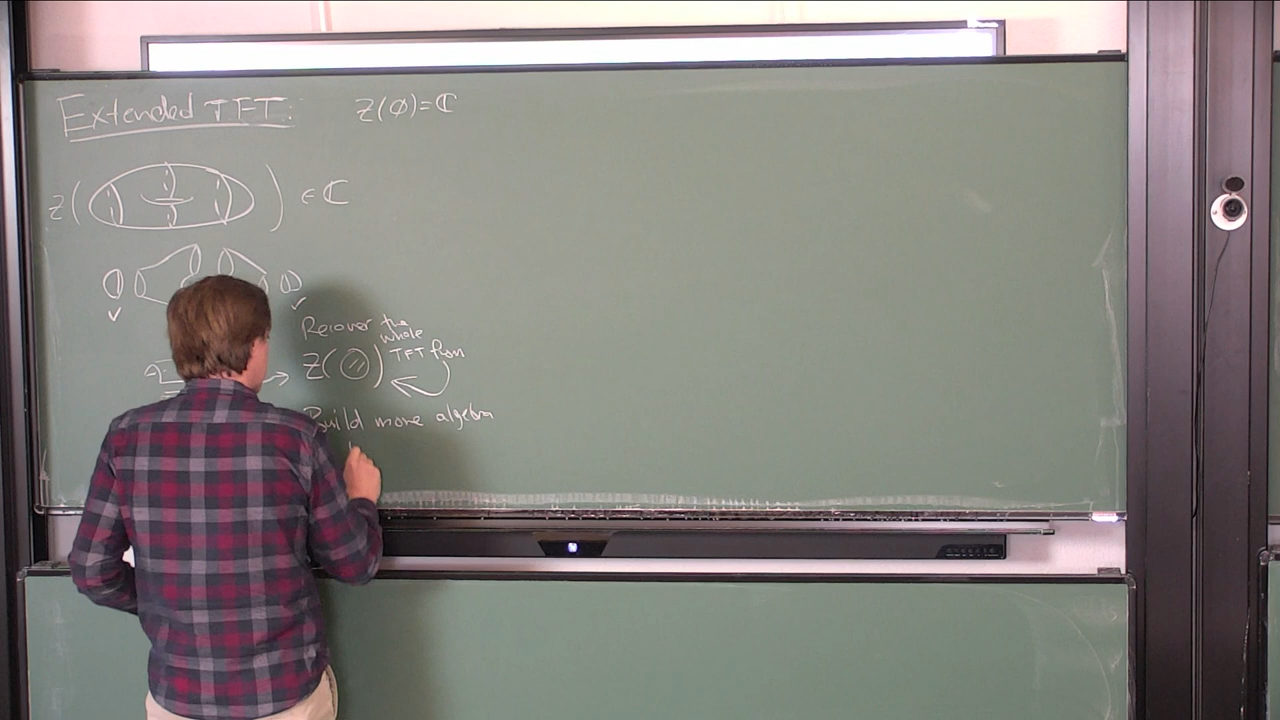 Extended TFT: Z(∅)=ℂ
Z( ) ∈ ℂ
Recover the
whole
Z( ) TFT from
Build more algebra